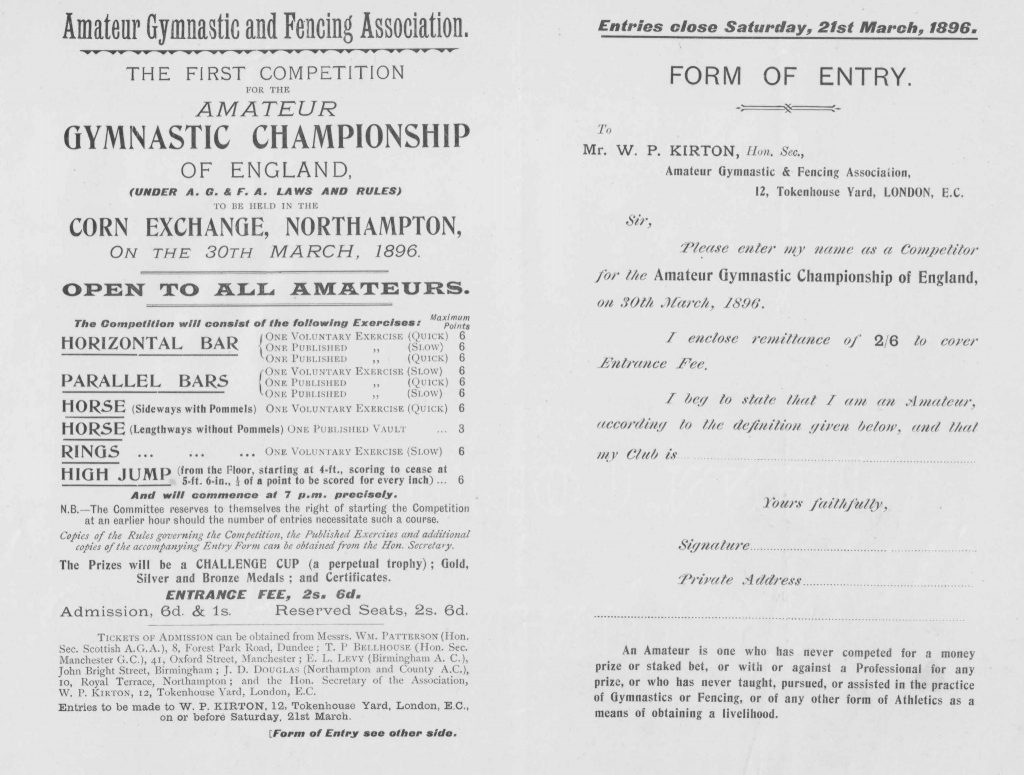 Amateur Gymnastic and Fencing Association.
THE FIRST COMPETITION
FOR THE
AMATEUR
GYMNASTIC CHAMPIONSHIP
OF ENGLAND,
(UNDER A. G. & F. A. LAWS AND RULES)
TO BE HELD IN THE
CORN EXCHANGE, NORTHAMPTON,
ON THE 30TH MARCH, 1896.
OPEN TO ALL AMATEURS.
The Competition will consist of the following Exercises: Maximum Points
HORIZONTAL BAR
ONE VOLUNTARY EXERCISE (QUICK) 6
ONE PUBLISHED ,, (SLOW) 6
ONE PUBLISHED ,, (QUICK) 6
PARALLEL BARS
ONE VOLUNTARY EXERCISE (SLOW) 6
ONE PUBLISHED ,, (QUICK) 6
ONE PUBLISHED ,, (SLOW) 6
HORSE (Sideways with Pommels) ONE VOLUNTARY EXERCISE (QUICK) 6
HORSE (Lengthways without Pommels) ONE PUBLISHED VAULT ... 3
RINGS ... ... ... ONE VOLUNTARY EXERCISE (SLOW) 6
HIGH JUMP (from the Floor, starting at 4-ft., scoring to cease at
5-ft. 6-in., ⅓ of a point to be scored for every inch) ... 6
And will commence at 7 p.m. precisely.
N.B.—The Committee reserves to themselves the right of starting the Competition
at an earlier hour should the number of entries necessitate such a course.
Copies of the Rules governing the Competition, the Published Exercises and additional
copies of the accompanying Entry Form can be obtained from the Hon. Secretary.
The Prizes will be a CHALLENGE CUP (a perpetual trophy); Gold,
Silver and Bronze Medals; and Certificates.
ENTRANCE FEE, 2s. 6d.
Admission, 6d. & 1s. Reserved Seats, 2s. 6d.
TICKETS OF ADMISSION can be obtained from Messrs. WM. PATTERSON (Hon.
Sec. Scottish A.G.A.), 8, Forest Park Road, Dundee; T. P BELLHOUSE (Hon. Sec.
Manchester G.C.), 41, Oxford Street, Manchester; E. L. LEVY (Birmingham A. C.),
John Bright Street, Birmingham; J. D. DOUGLAS (Northampton and County A.C.),
10, Royal Terrace, Northampton; and the Hon. Secretary of the Association,
W. P. KIRTON, 12, Tokenhouse Yard, London, E.C.
Entries to be made to W. P. KIRTON, 12, Tokenhouse Yard, London, E.C.,
on or before Saturday, 21st March.
[Form of Entry see other side.
Entries close Saturday, 21st March, 1896.
FORM OF ENTRY.
To
Mr. W. P. KIRTON, Hon. Sec.,
Amateur Gymnastic & Fencing Association,
12, Tokenhouse Yard, LONDON, E.C.
Sir,
Please enter my name as a Competitor
for the Amateur Gymnastic Championship of England,
on 30th March, 1896.
I enclose remittance of 2/6 to cover
Entrance Fee.
I beg to state that I am an Amateur,
according to the definition given below, and that
my Club is
Yours faithfully,
Signature
Private Address
An Amateur is one who has never competed for a money
prize or staked bet, or with or against a Professional for any
prize, or who has never taught, pursued, or assisted in the practice
of Gymnastics or Fencing, or of any other form of Athletics as a
means of obtaining a livelihood.